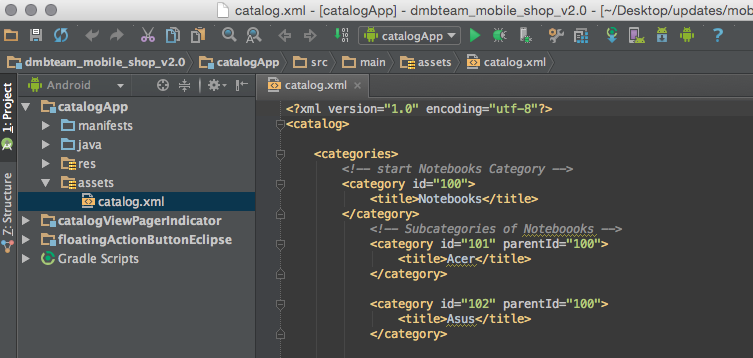 catalog.xml - [catalogApp] - dmbteam_mobile_shop_v2.0 - [~/Desktop/updates/mob
catalogApp
dmbteam_mobile_shop_v2.0 catalogApp src main assets catalog.xml
1: Project
Z: Structure
Android
catalogApp
manifests
java
res
assets
catalog.xml
catalogViewPagerIndicator
floatingActionButtonEclipse
Gradle Scripts
catalog.xml
<?xml version="1.0" encoding="utf-8"?>
<catalog>
<categories>
<!-- start Notebooks Category -->
<category id="100">
<title>Notebooks</title>
</category>
<!-- Subcategories of Noteboooks -->
<category id="101" parentId="100">
<title>Acer</title>
</category>
<category id="102" parentId="100">
<title>Asus</title>
</category>